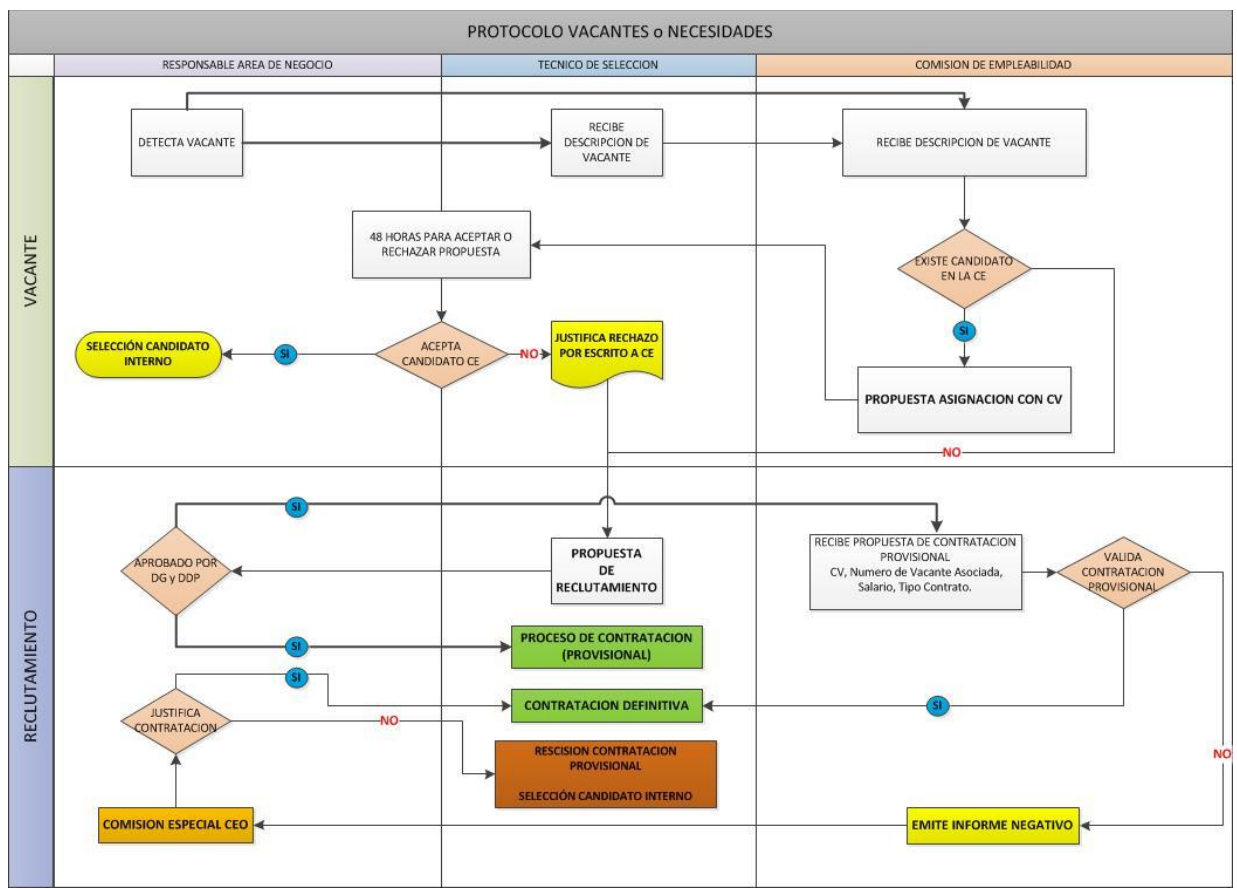 PROTOCOLO VACANTES o NECESIDADES
RESPONSABLE AREA DE NEGOCIO
TECNICO DE SELECCION
COMISION DE EMPLEABILIDAD
VACANTE
DETECTA VACANTE
RECIBE
DESCRIPCION DE
VACANTE
RECIBE DESCRIPCION DE VACANTE
48 HORAS PARA ACEPTAR O
RECHAZAR PROPUESTA
EXISTE CANDIDATO
EN LA CE
SI
SELECCIÓN CANDIDATO
INTERNO
SI
ACEPTA
CANDIDATO CE
NO
JUSTIFICA RECHAZO
POR ESCRITO A CE
PROPUESTA ASIGNACION CON CV
NO
RECLUTAMIENTO
SI
APROBADO POR
DG y DDP
PROPUESTA
DE
RECLUTAMIENTO
RECIBE PROPUESTA DE CONTRATACION
PROVISIONAL
CV, Numero de Vacante Asociada,
Salario, Tipo Contrato.
VALIDA
CONTRATACION
PROVISIONAL
SI
PROCESO DE CONTRATACION
(PROVISIONAL)
SI
JUSTIFICA
CONTRATACION
NO
CONTRATACION DEFINITIVA
SI
RESCISION CONTRATACION
PROVISIONAL
SELECCIÓN CANDIDATO INTERNO
NO
COMISION ESPECIAL CEO
EMITE INFORME NEGATIVO